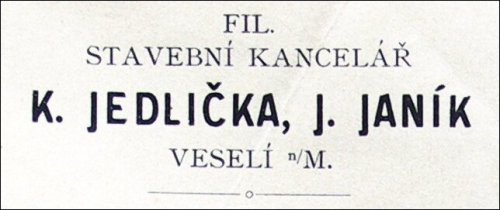 FIL.
STAVEBNÍ KANCELÁŘ
K. JEDLIČKA, J. JANÍK
VESELÍ n/M.